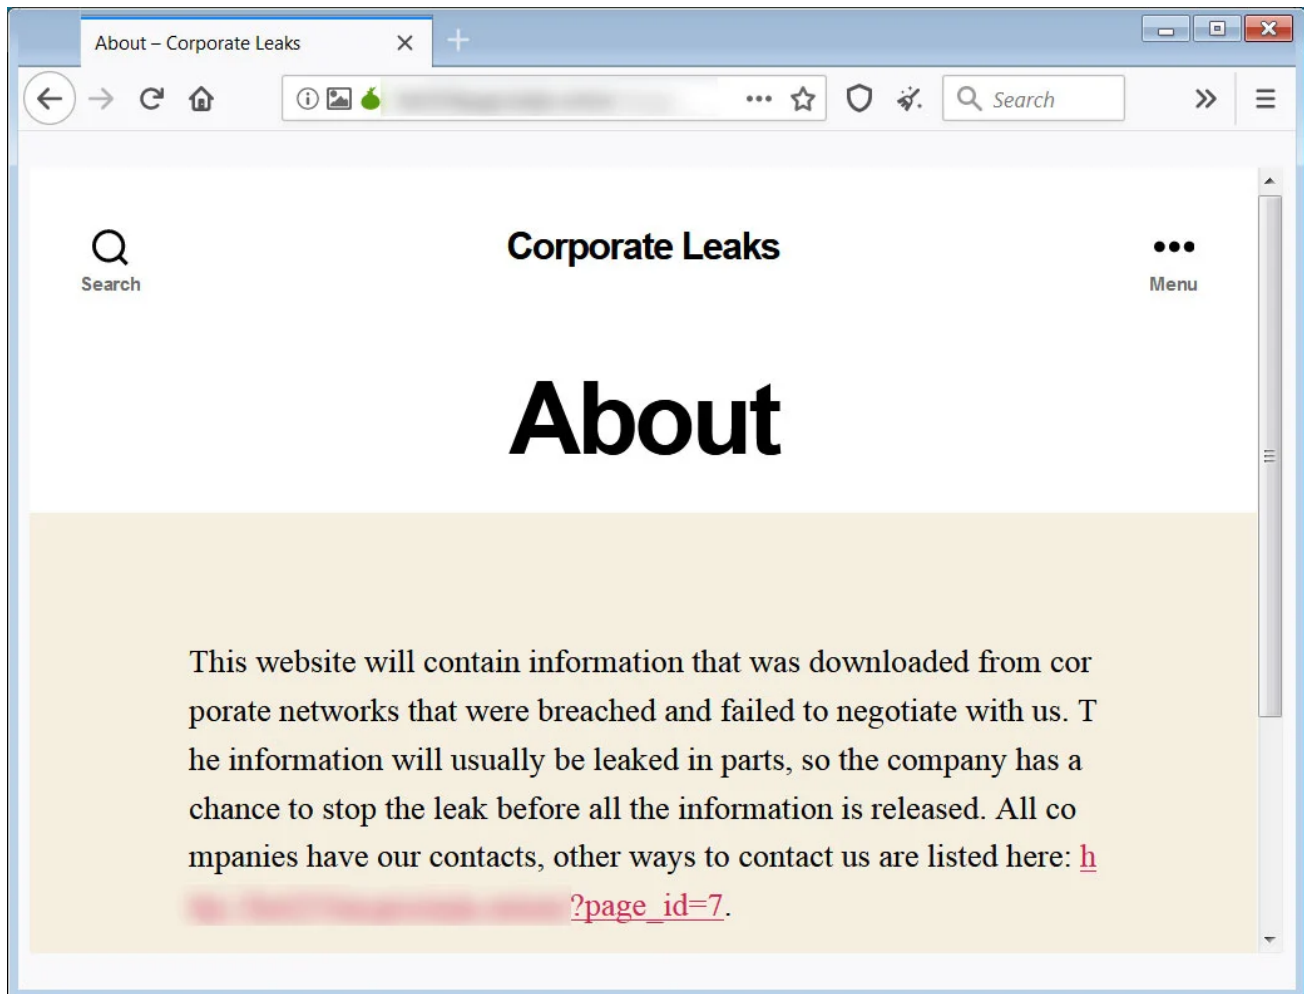 About – Corporate Leaks
Search
Corporate Leaks
Search
Menu
About
This website will contain information that was downloaded from cor
porate networks that were breached and failed to negotiate with us. T
he information will usually be leaked in parts, so the company has a
chance to stop the leak before all the information is released. All co
mpanies have our contacts, other ways to contact us are listed here: h
?page_id=7.